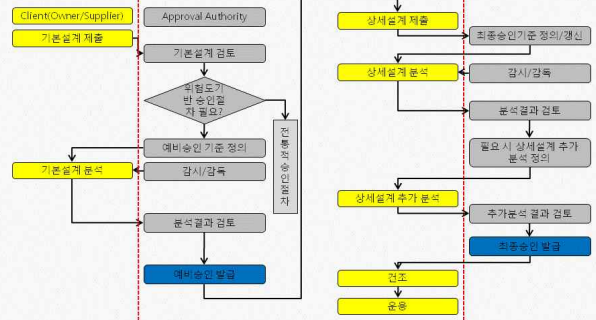 Client(Owner/Supplier)
Approval Authority
기본설계 제출
기본설계 검토
위험도기
반 승인절
차 필요?
전통적승인절차
예비승인 기준 정의
기본설계 분석
감시/감독
분석결과 검토
예비승인 발급
상세설계 제출
최종승인기준 정의/갱신
상세설계 분석
감시/감독
분석결과 검토
필요 시 상세설계 추가
분석 정의
상세설계 추가 분석
추가분석 결과 검토
최종승인 발급
건조
운용